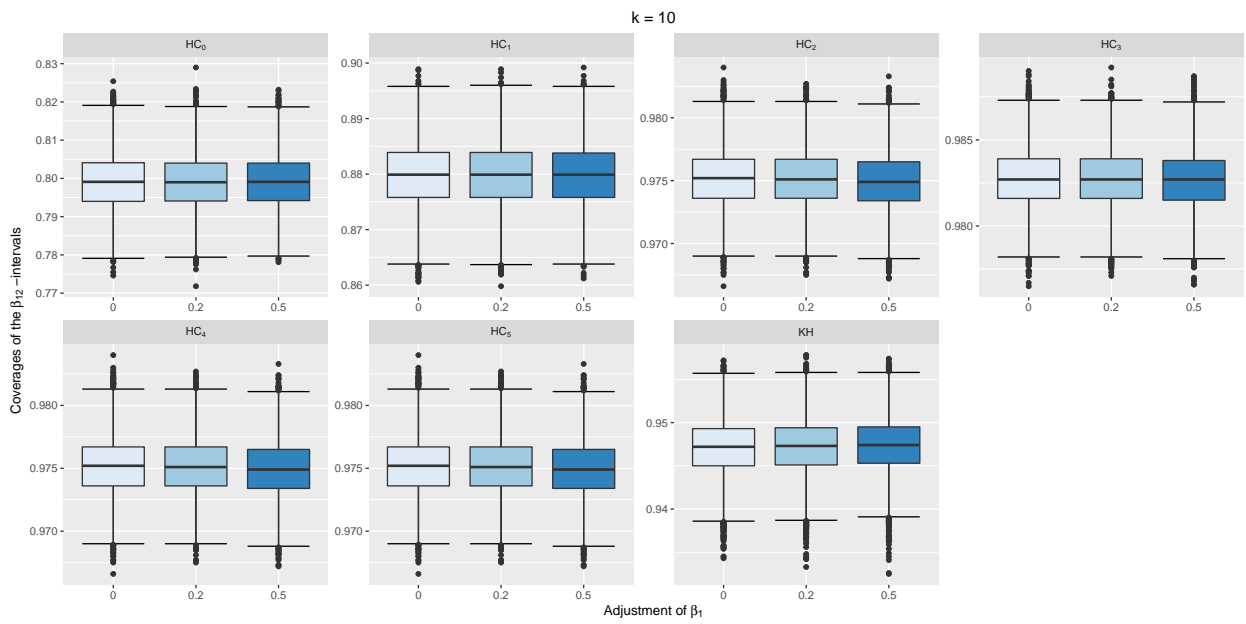 k = 10
HC₀
HC₁
HC₂
HC₃
0.83
0.82
0.81
0.80
0.79
0.78
0.77
0 0.2 0.5
0.90
0.89
0.88
0.87
0.86
0 0.2 0.5
0.980
0.975
0.970
0 0.2 0.5
0.985
0.980
0 0.2 0.5
HC₄
HC₅
KH
0.980
0.975
0.970
0 0.2 0.5
0.980
0.975
0.970
0 0.2 0.5
0.95
0.94
0 0.2 0.5
Coverages of the β₁₂ −intervals
Adjustment of β₁